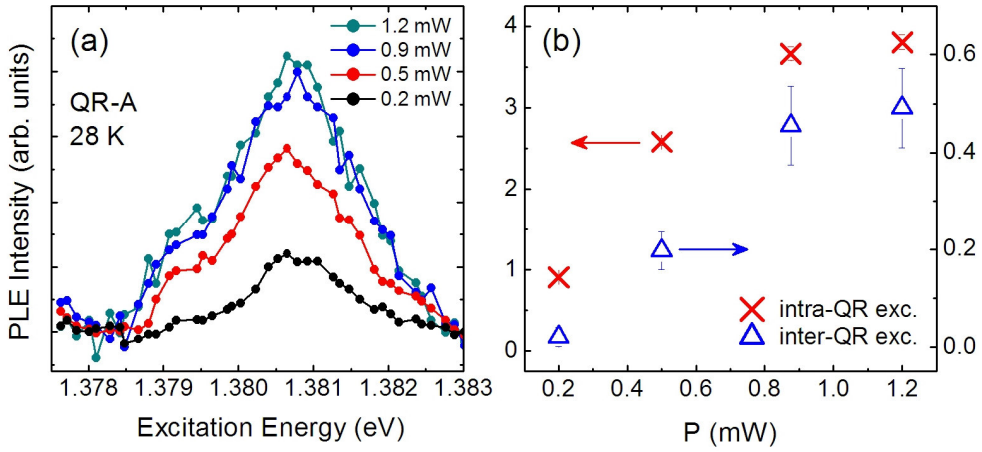 (a)
1.2 mW
0.9 mW
0.5 mW
0.2 mW
QR-A
28 K
PLE Intensity (arb. units)
1.378
1.379
1.380
1.381
1.382
1.383
Excitation Energy (eV)
(b)
4
3
2
1
0
0.6
0.4
0.2
0.0
intra-QR exc.
inter-QR exc.
0.2
0.4
0.6
0.8
1.0
1.2
P (mW)